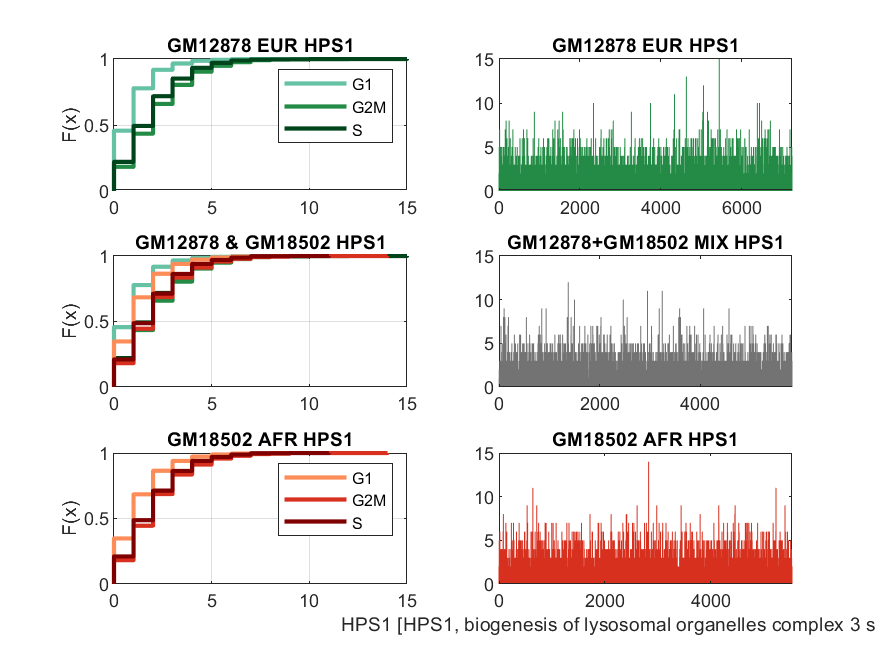 GM12878 EUR HPS1
1
0.5
0
F(x)
0 5 10 15
G1
G2M
S
GM12878 EUR HPS1
15
10
5
0
0 2000 4000 6000
GM12878 & GM18502 HPS1
1
0.5
0
F(x)
0 5 10 15
GM12878+GM18502 MIX HPS1
15
10
5
0
0 2000 4000
GM18502 AFR HPS1
1
0.5
0
F(x)
0 5 10 15
G1
G2M
S
GM18502 AFR HPS1
15
10
5
0
0 2000 4000
HPS1 [HPS1, biogenesis of lysosomal organelles complex 3 s